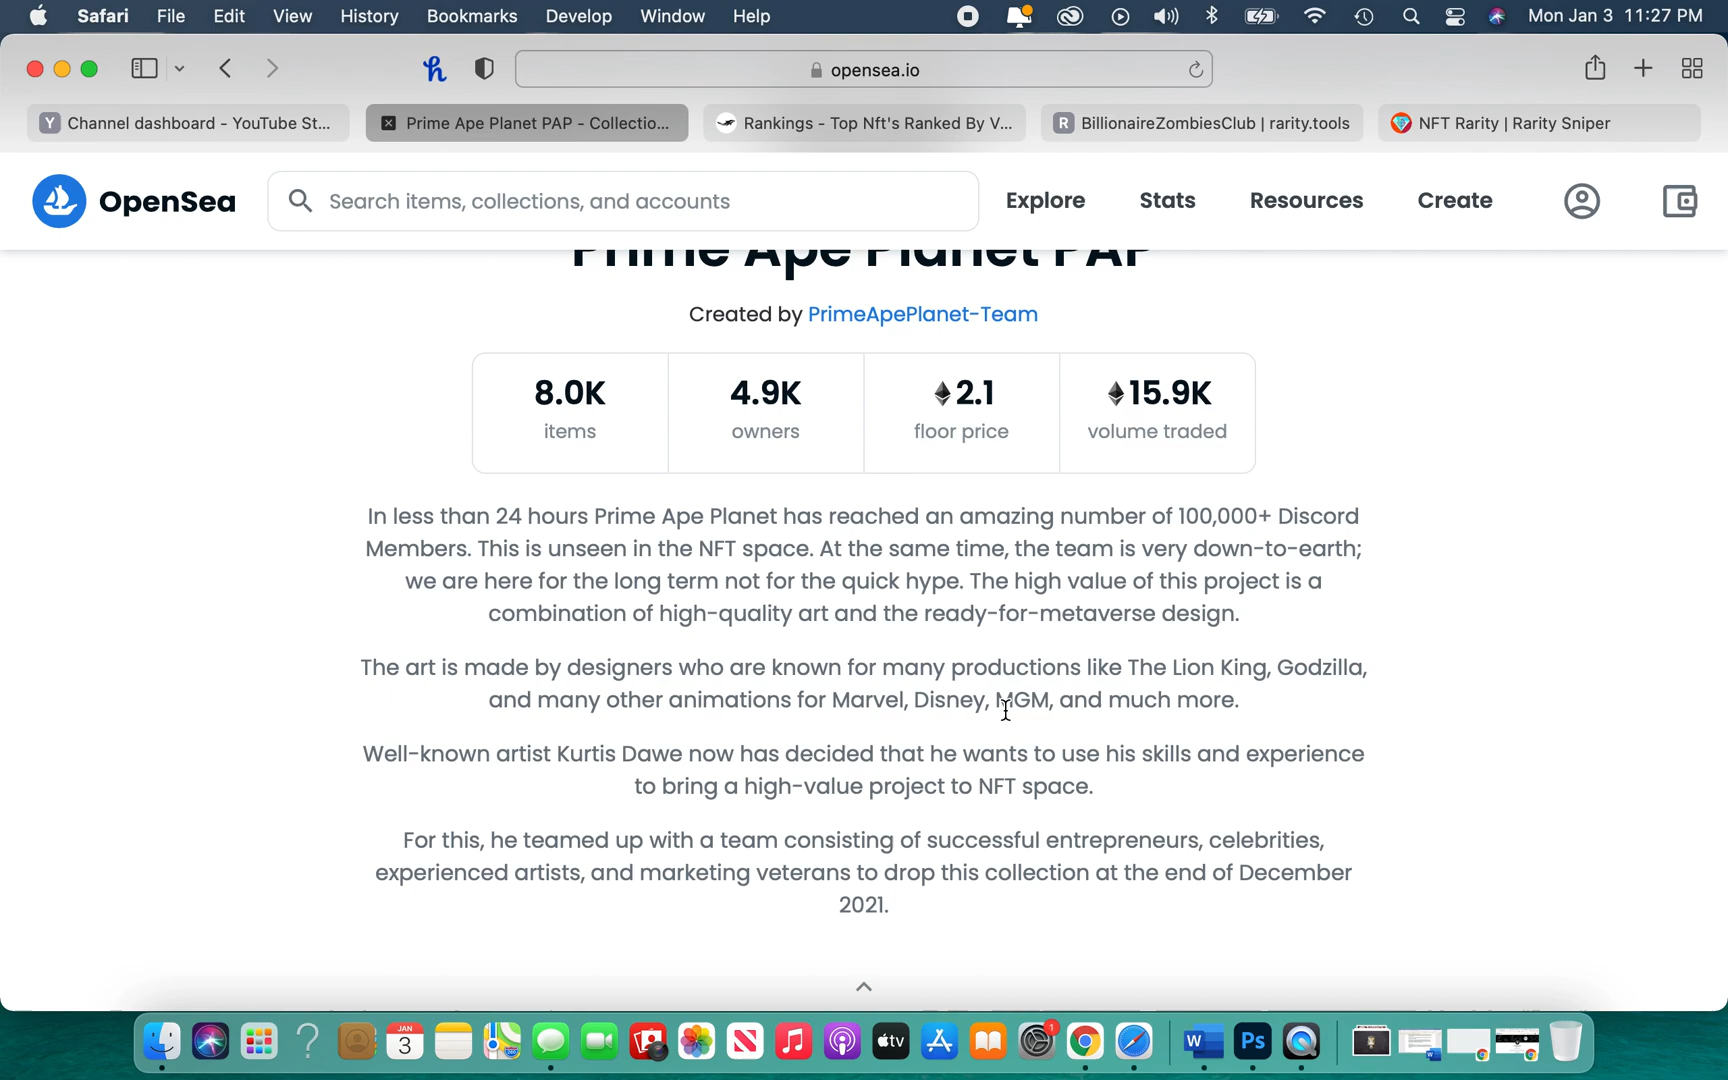 Safari File Edit View History Bookmarks Develop Window Help Mon Jan 3 11:27 PM
opensea.io
Y Channel dashboard - YouTube St... Prime Ape Planet PAP - Collectio... Rankings - Top Nft's Ranked By V... R BillionaireZombiesClub | rarity.tools NFT Rarity | Rarity Sniper
OpenSea Search items, collections, and accounts Explore Stats Resources Create
Prime Ape Planet PAP
Created by PrimeApePlanet-Team
8.0K 4.9K 2.1 15.9K
items owners floor price volume traded
In less than 24 hours Prime Ape Planet has reached an amazing number of 100,000+ Discord
Members. This is unseen in the NFT space. At the same time, the team is very down-to-earth;
we are here for the long term not for the quick hype. The high value of this project is a
combination of high-quality art and the ready-for-metaverse design.
The art is made by designers who are known for many productions like The Lion King, Godzilla,
and many other animations for Marvel, Disney, MGM, and much more.
Well-known artist Kurtis Dawe now has decided that he wants to use his skills and experience
to bring a high-value project to NFT space.
For this, he teamed up with a team consisting of successful entrepreneurs, celebrities,
experienced artists, and marketing veterans to drop this collection at the end of December
2021.
JAN 3 tv 1 W Ps